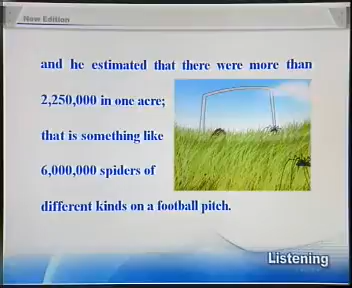 New Edition
and he estimated that there were more than
2,250,000 in one acre;
that is something like
6,000,000 spiders of
different kinds on a football pitch.
Listening